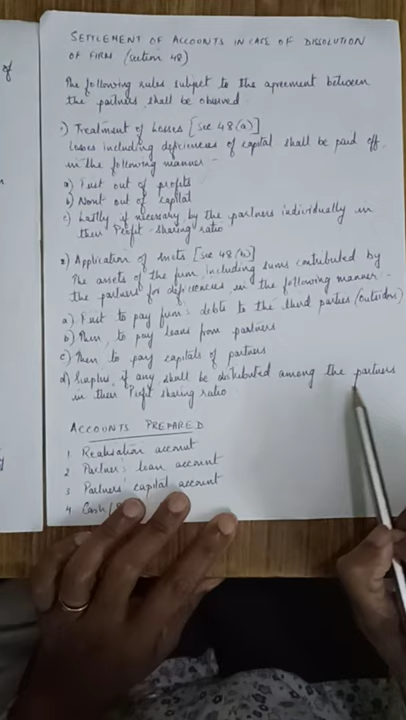 of
SETTLEMENT OF ACCOUNTS IN CASE OF DISSOLUTION
OF FIRM (section 48)
The following rules subject to the agreement between
the partners shall be observed
1) Treatment of Losses [Sec 48(a)]
Losses including deficiencies of capital shall be paid off
in the following manner -
a) First out of profits
b) Next out of capital
c) Lastly if necessary by the partners individually in
their Profit sharing ratio
2) Application of Assets [Sec 48(b)]
The assets of the firm, including sums contributed by
the partners for deficiencies in the following manner -
a) First to pay firm's debts to the third parties (outsiders)
b) Then, to pay loans from partners
c) Then to pay capitals of partners
d) Surplus, if any shall be distributed among the partners
in their Profit sharing ratio
ACCOUNTS PREPARED
1 Realisation account
2 Partner's loan account
3 Partners' capital account
4 Cash/